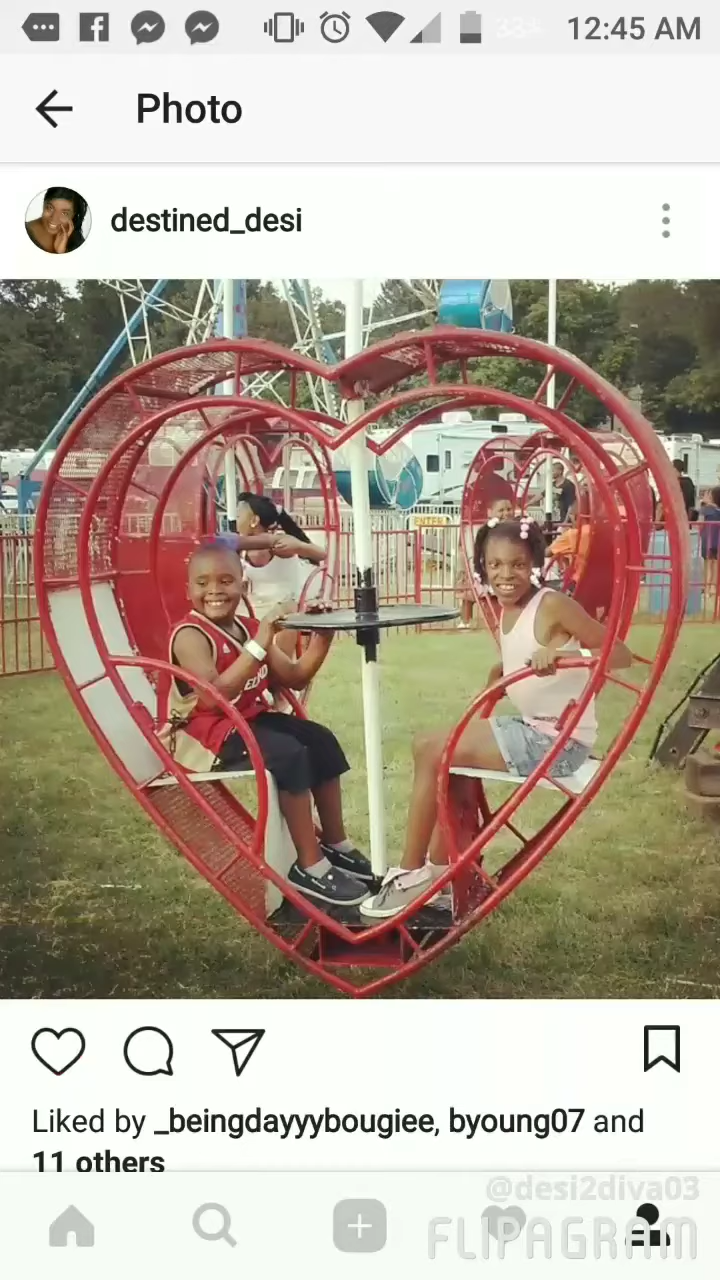 12:45 AM
Photo
destined_desi
ENTER
Liked by _beingdayyybougiee, byoung07 and
11 others
@desi2diva03
FLIPAGRAM